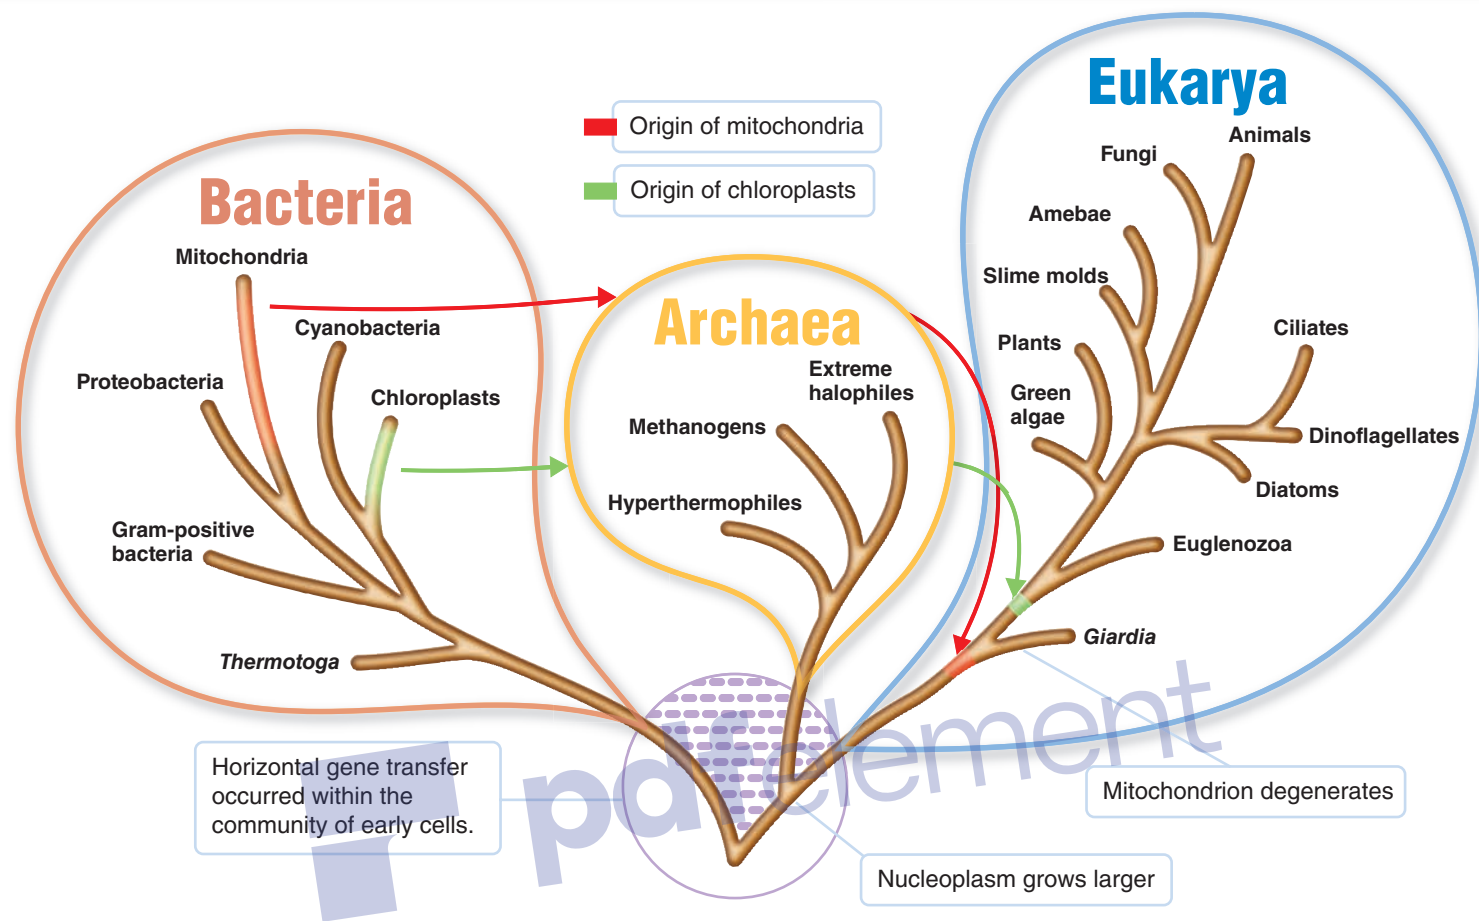 Eukarya
Origin of mitochondria
Animals
Fungi
Origin of chloroplasts
Bacteria
Amebae
Mitochondria
Slime molds
Archaea
Cyanobacteria
Ciliates
Plants
Extreme
halophiles
Proteobacteria
Chloroplasts
Green
algae
Methanogens
Dinoflagellates
Diatoms
Hyperthermophiles
Gram-positive
bacteria
Euglenozoa
Giardia
Thermotoga
pdfelement
Horizontal gene transfer
occurred within the
community of early cells.
Mitochondrion degenerates
Nucleoplasm grows larger